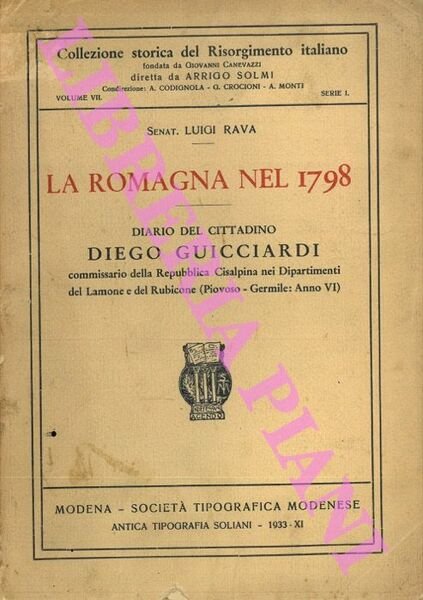 Collezione storica del Risorgimento italiano
fondata da GIOVANNI CANEVAZZI
diretta da ARRIGO SOLMI
Condirezione: A. CODIGNOLA - G. CROCIONI - A. MONTI
VOLUME VII. SERIE I.
SENAT. LUIGI RAVA
LA ROMAGNA NEL 1798
DIARIO DEL CITTADINO
DIEGO GUICCIARDI
commissario della Repubblica Cisalpina nei Dipartimenti
del Lamone e del Rubicone (Piovoso - Germile: Anno VI)
AGENDO
MODENA - SOCIETÀ TIPOGRAFICA MODENESE
ANTICA TIPOGRAFIA SOLIANI - 1933-XI
LIBRERIA PIANI